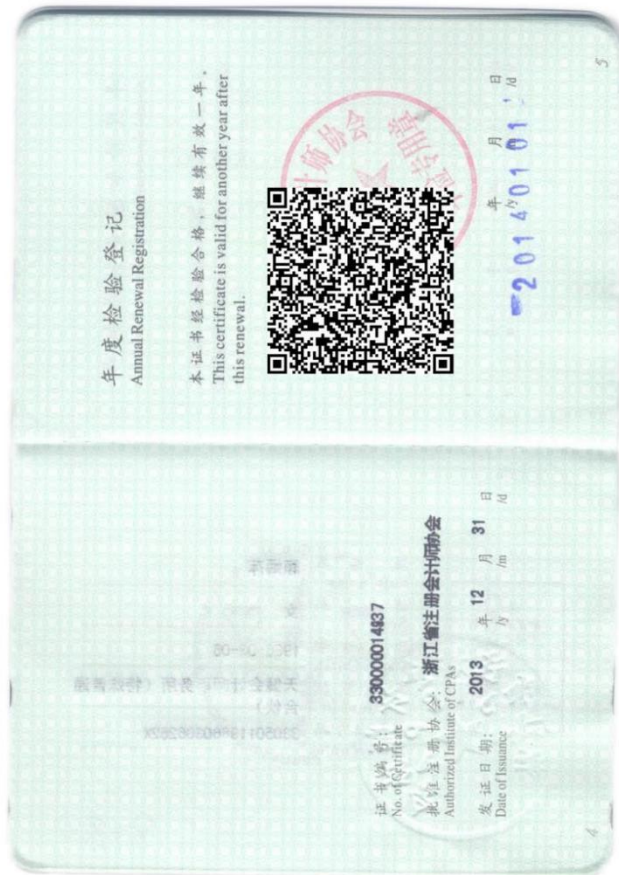 证书编号： 330000014937
No. of Certificate
批准注册协会： 浙江省注册会计师协会
Authorized Institute of CPAs
发证日期： 2013 年 12 月 31 日
Date of Issuance /y /m /d
4
年度检验登记
Annual Renewal Registration
本证书经检验合格，继续有效一年。
This certificate is valid for another year after
this renewal.
年 月 日
/y /d
20140101
5